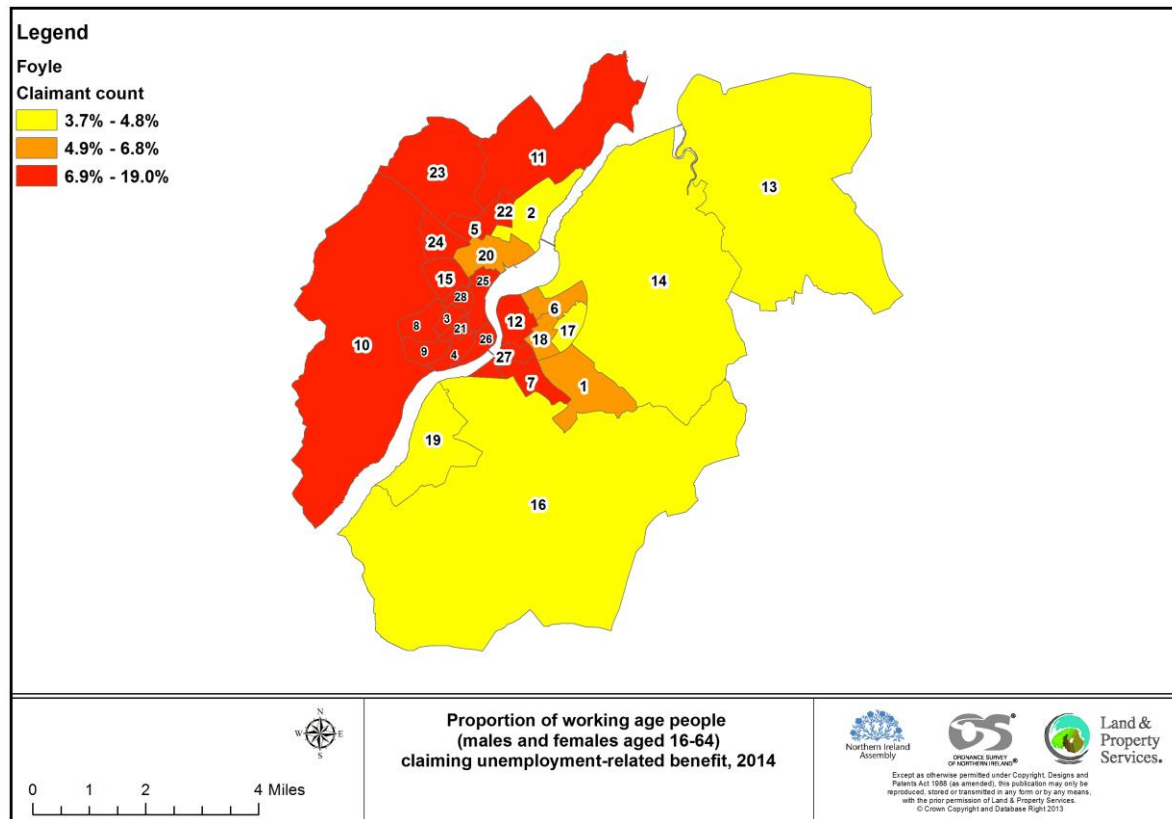 Legend
Foyle
Claimant count
3.7% - 4.8%
4.9% - 6.8%
6.9% - 19.0%
11
23
13
22
2
5
24
20
15
25
14
28
6
8
3
12
17
21
10
26
18
9
4
27
7
1
19
16
N
W E
S
0 1 2 4 Miles
Proportion of working age people
(males and females aged 16-64)
claiming unemployment-related benefit, 2014
Northern Ireland
Assembly
OS®
ORDNANCE SURVEY
OF NORTHERN IRELAND®
Land &
Property
Services.
Except as otherwise permitted under Copyright, Designs and
Patents Act 1988 (as amended), this publication may only be
reproduced, stored or transmitted in any form or by any means,
with the prior permission of Land & Property Services.
© Crown Copyright and Database Right 2013